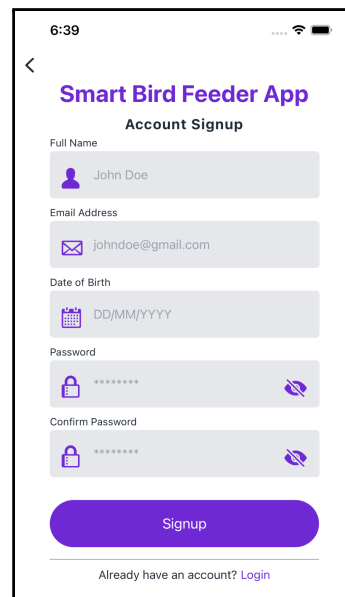 6:39
Smart Bird Feeder App
Account Signup
Full Name
John Doe
Email Address
johndoe@gmail.com
Date of Birth
DD/MM/YYYY
Password
********
Confirm Password
********
Signup
Already have an account? Login